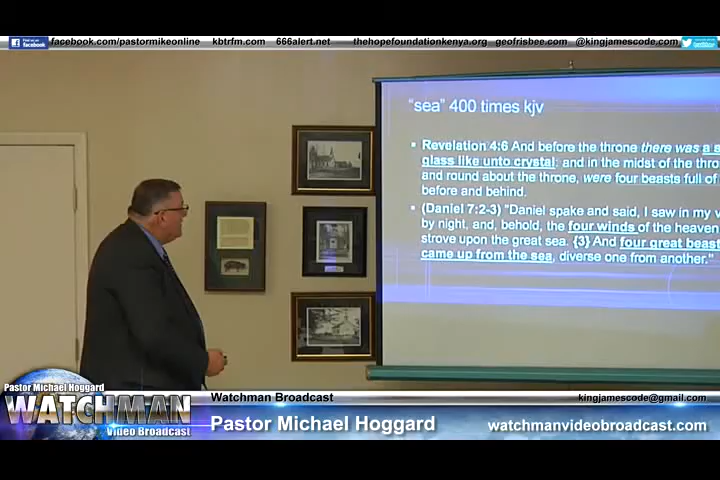 Find us on facebook
facebook.com/pastormikeonline kbtrfm.com 666alert.net thehopefoundationkenya.org geofrisbee.com @kingjamescode.com twitter
"sea" 400 times kjv
Revelation 4:6 And before the throne there was a
glass like unto crystal: and in the midst of the
and round about the throne, were four beasts full of
before and behind.
(Daniel 7:2-3) "Daniel spake and said, I saw in my
by night, and, behold, the four winds of the heaven
strove upon the great sea. {3} And four great
came up from the sea, diverse one from another."
Pastor Michael Hoggard
WATCHMAN
Video Broadcast
Watchman Broadcast kingjamescode@gmail.com
Pastor Michael Hoggard watchmanvideobroadcast.com